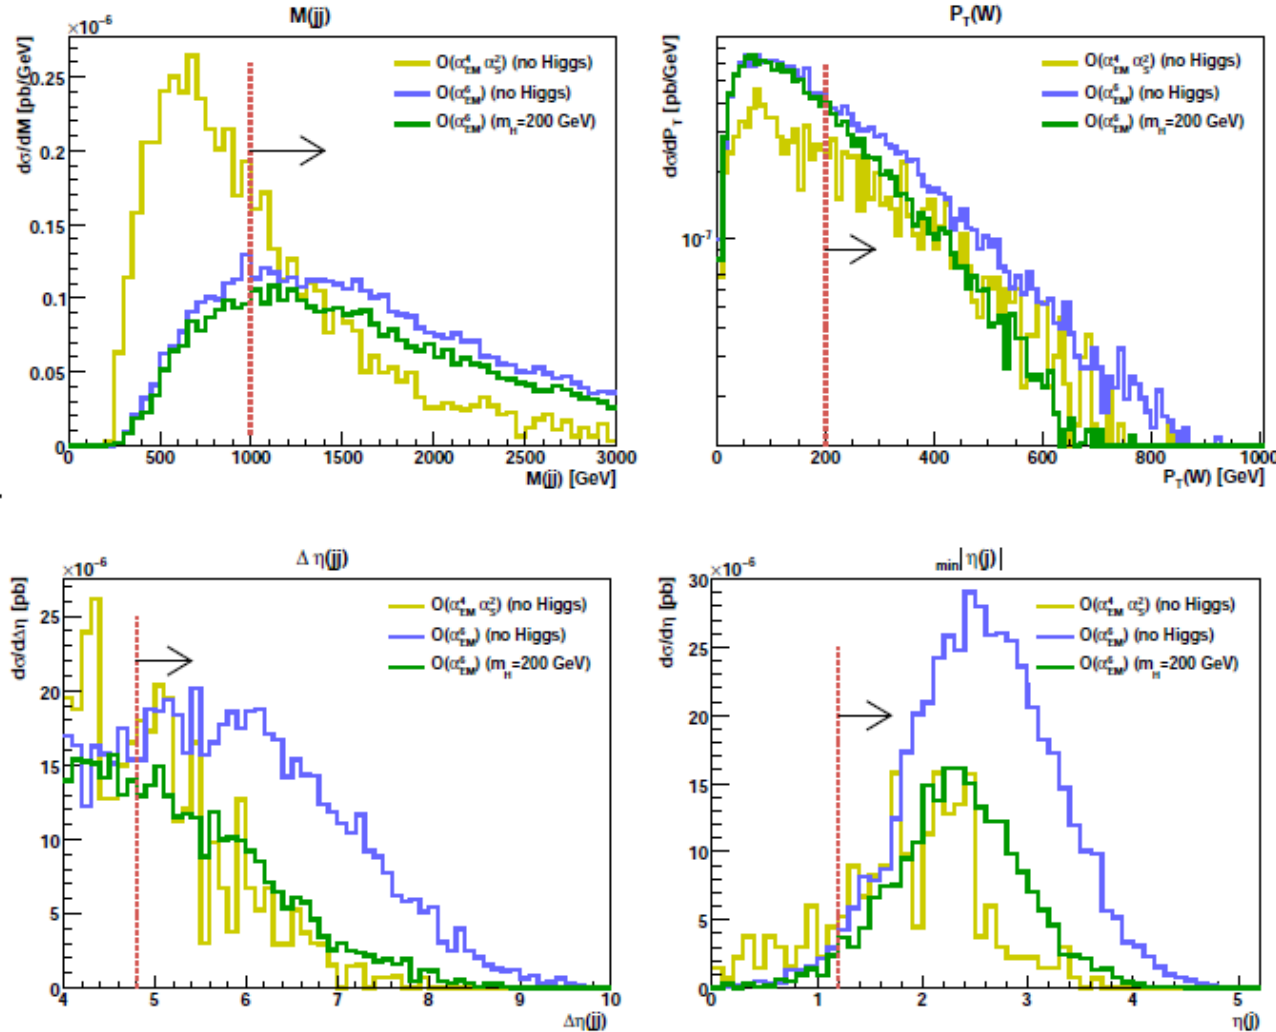 M(jj)
×10⁻⁶
dσ/dM [pb/GeV]
O(α⁴EM α²S) (no Higgs)
O(α⁶EM) (no Higgs)
O(α⁶EM) (mH=200 GeV)
0.25
0.2
0.15
0.1
0.05
0
0 500 1000 1500 2000 2500 3000
M(jj) [GeV]
PT(W)
dσ/dPT [pb/GeV]
O(α⁴EM α²S) (no Higgs)
O(α⁶EM) (no Higgs)
O(α⁶EM) (mH=200 GeV)
10⁻⁷
0 200 400 600 800 1000
PT(W) [GeV]
Δ η(jj)
×10⁻⁶
dσ/dΔη [pb]
O(α⁴EM α²S) (no Higgs)
O(α⁶EM) (no Higgs)
O(α⁶EM) (mH=200 GeV)
25
20
15
10
5
0
4 5 6 7 8 9 10
Δη(jj)
min|η(j)|
×10⁻⁶
dσ/dη [pb]
O(α⁴EM α²S) (no Higgs)
O(α⁶EM) (no Higgs)
O(α⁶EM) (mH=200 GeV)
30
25
20
15
10
5
0
0 1 2 3 4 5
η(j)